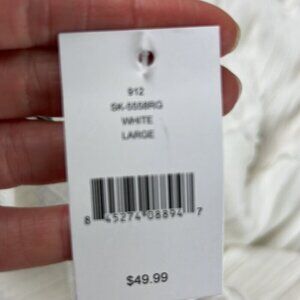 912
SK-5558RG
WHITE
LARGE
8 45274 08894 7
$49.99